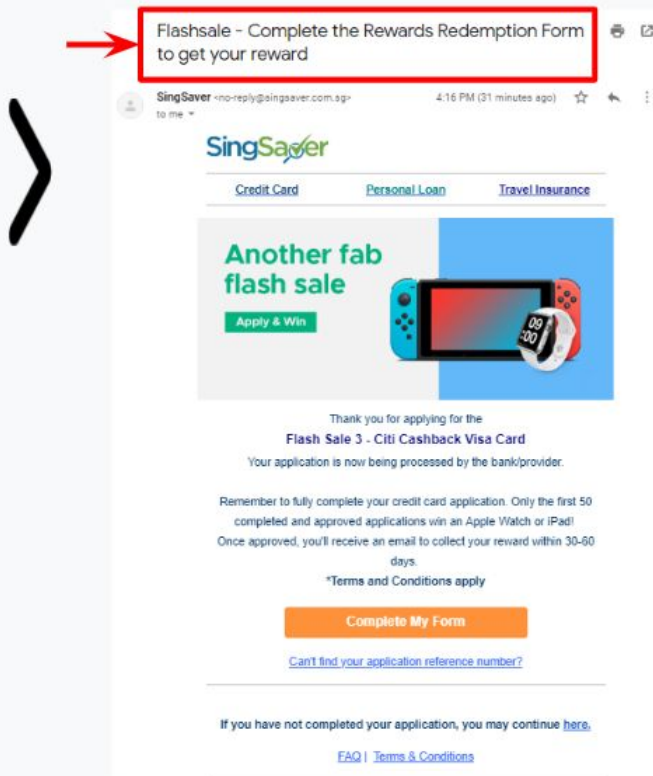 Flashsale - Complete the Rewards Redemption Form
to get your reward
SingSaver <no-reply@singsaver.com.sg>
4:16 PM (31 minutes ago)
to me
SingSaver
Credit Card
Personal Loan
Travel Insurance
Another fab
flash sale
Apply & Win
09
:00
Thank you for applying for the
Flash Sale 3 - Citi Cashback Visa Card
Your application is now being processed by the bank/provider.
Remember to fully complete your credit card application. Only the first 50
completed and approved applications win an Apple Watch or iPad!
Once approved, you'll receive an email to collect your reward within 30-60
days.
*Terms and Conditions apply
Complete My Form
Can't find your application reference number?
If you have not completed your application, you may continue here.
FAQ | Terms & Conditions